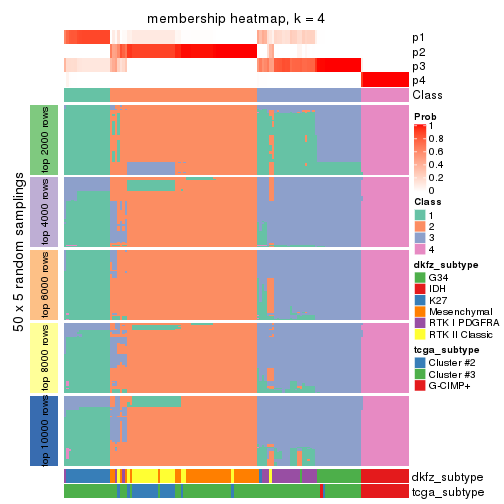 membership heatmap, k = 4
p1
p2
p3
p4
Class
50 x 5 random samplings
top 2000 rows
top 4000 rows
top 6000 rows
top 8000 rows
top 10000 rows
Prob
1
0.8
0.6
0.4
0.2
0
Class
1
2
3
4
dkfz_subtype
G34
IDH
K27
Mesenchymal
RTK I PDGFRA
RTK II Classic
tcga_subtype
Cluster #2
Cluster #3
G-CIMP+
dkfz_subtype
tcga_subtype